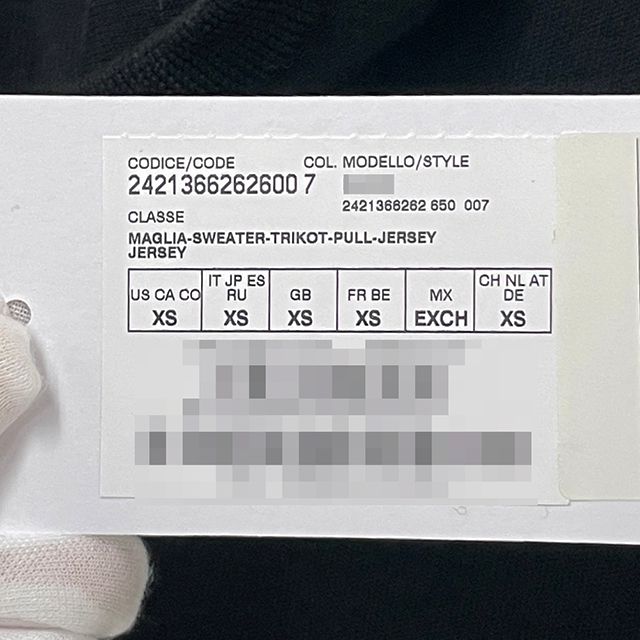 CODICE/CODE COL. MODELLO/STYLE
2421366262600 7
2421366262 650 007
CLASSE
MAGLIA-SWEATER-TRIKOT-PULL-JERSEY
JERSEY
US CA CO IT JP ES RU GB FR BE MX CH NL AT DE
XS XS XS XS EXCH XS